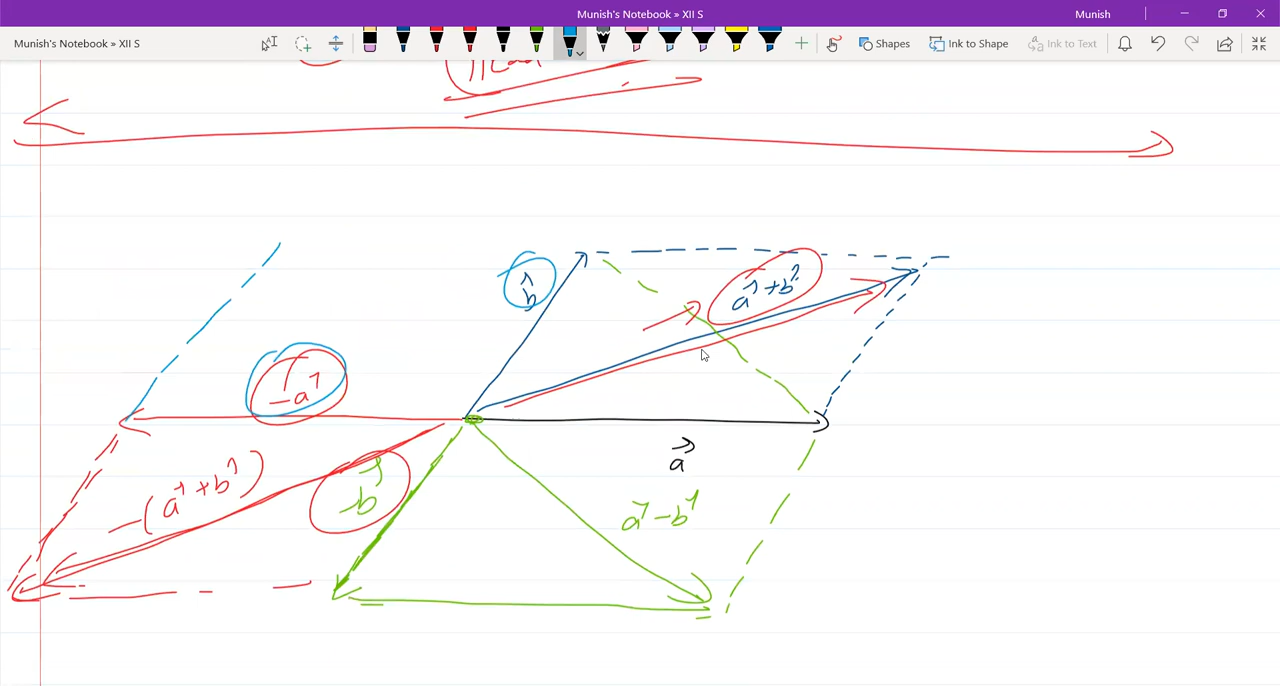 Munish's Notebook » XII S
Munish
Munish's Notebook » XII S
Shapes
Ink to Shape
Ink to Text
b⃗
a⃗+b⃗
-a⃗
a⃗
-(a⃗+b⃗)
-b⃗
a⃗-b⃗